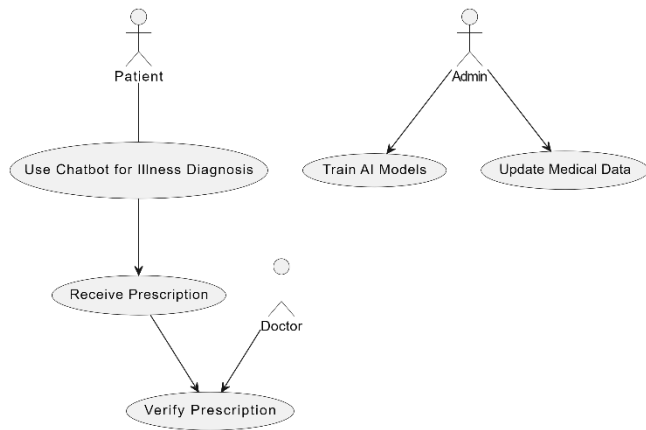 Patient
Admin
Use Chatbot for Illness Diagnosis
Train AI Models
Update Medical Data
Receive Prescription
Doctor
Verify Prescription